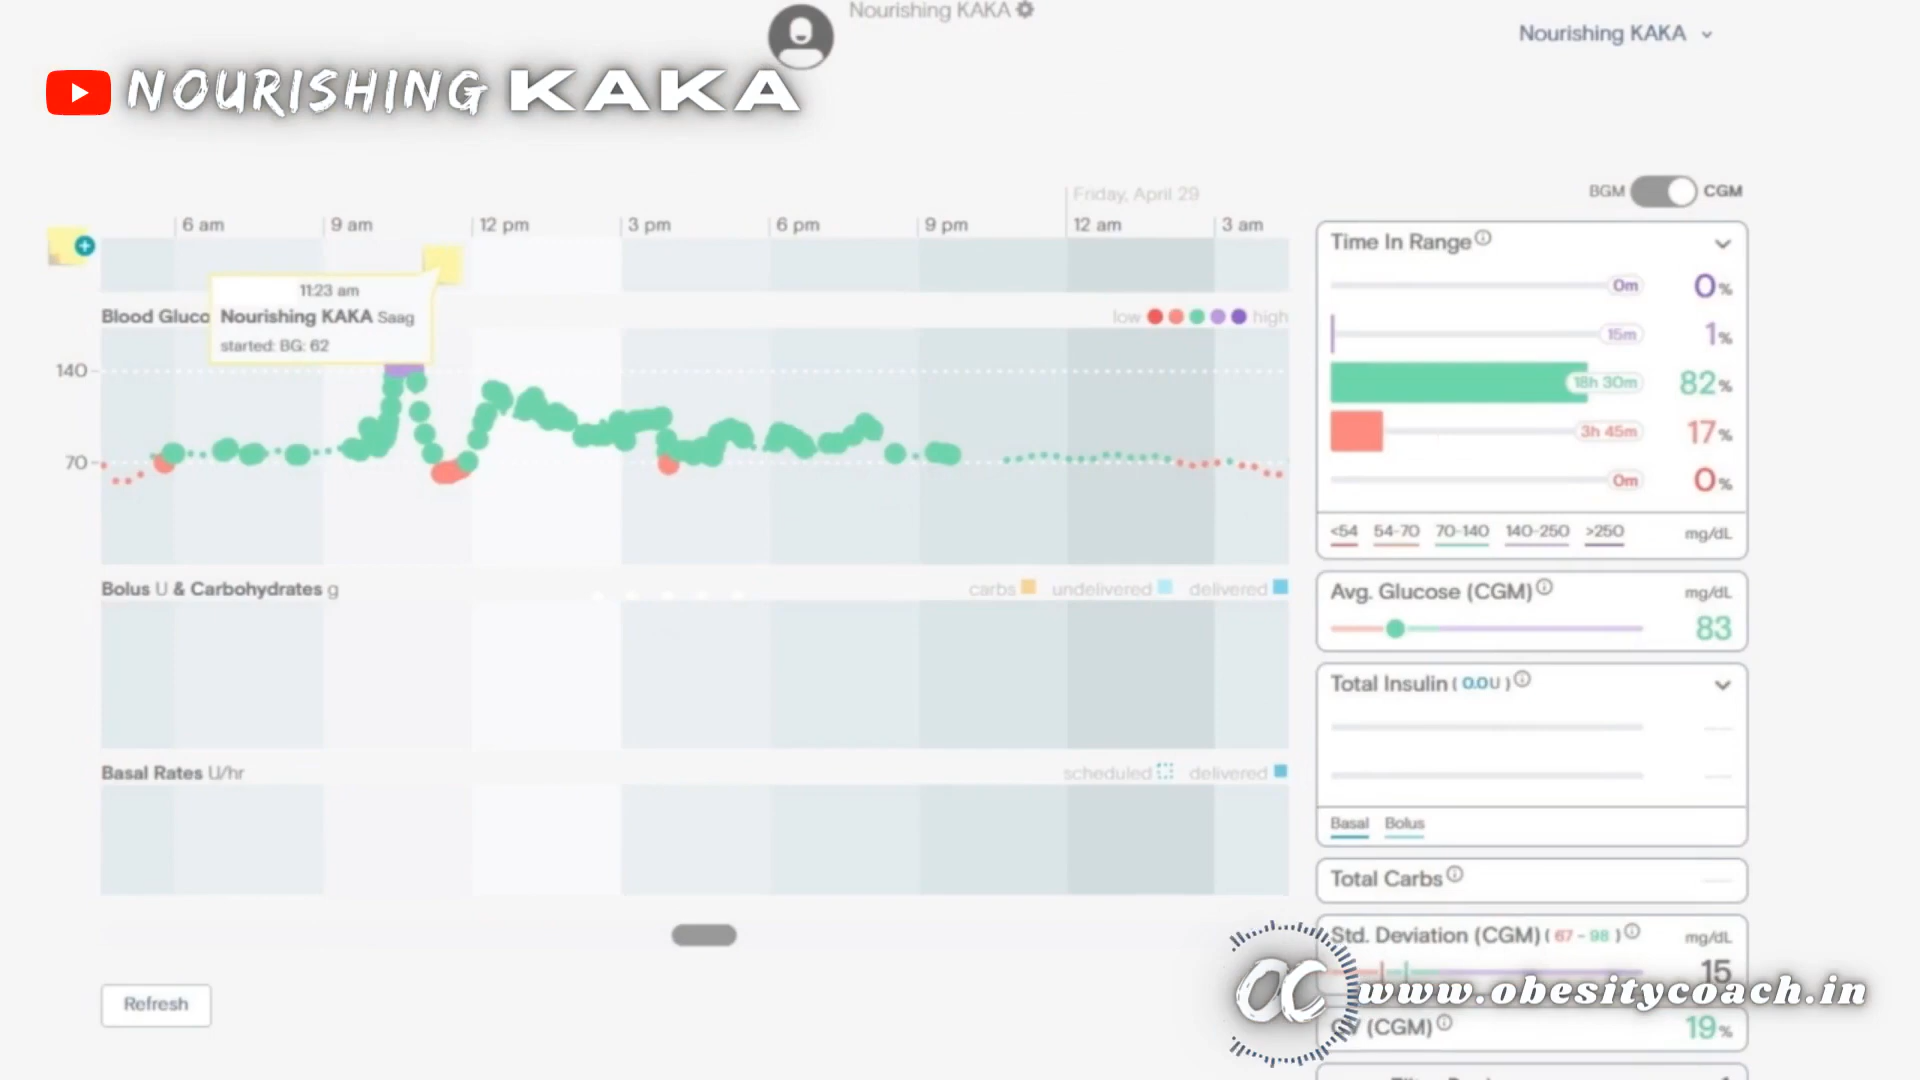 Nourishing KAKA
Nourishing KAKA
NOURISHING KAKA
BGM CGM
Friday, April 29
6 am 9 am 12 pm 3 pm 6 pm 9 pm 12 am 3 am
11:23 am
Nourishing KAKA Saag
started: BG: 62
Blood Gluco
low high
140
70
Bolus U & Carbohydrates g
carbs undelivered delivered
Basal Rates U/hr
scheduled delivered
Refresh
Time In Range
0m 0%
15m 1%
18h 30m 82%
3h 45m 17%
0m 0%
<54 54-70 70-140 140-250 >250 mg/dL
Avg. Glucose (CGM) mg/dL
83
Total Insulin ( 0.0U )
Basal Bolus
Total Carbs
Std. Deviation (CGM) ( 67 - 98 ) mg/dL
15
OC www.obesitycoach.in
CV (CGM) 19%